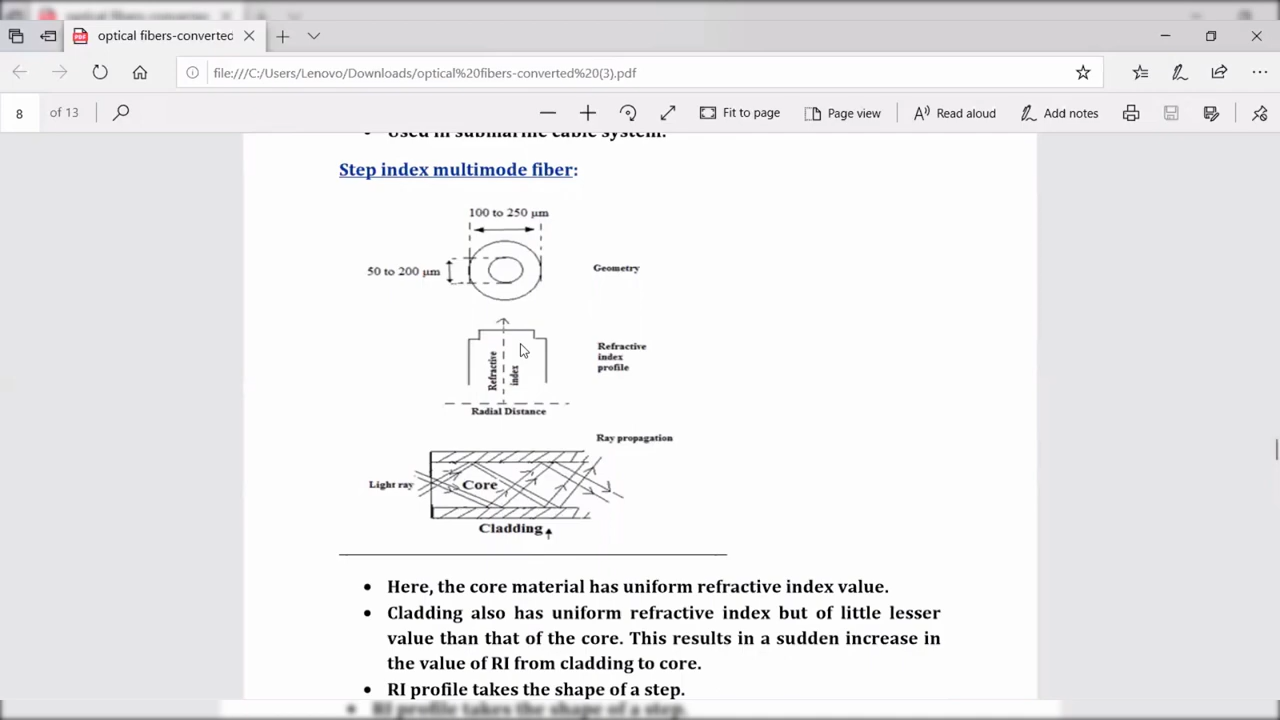 optical fibers-converted
file:///C:/Users/Lenovo/Downloads/optical%20fibers-converted%20(3).pdf
8 of 13
Fit to page
Page view
Read aloud
Add notes
Used in submarine cable system.
Step index multimode fiber:
100 to 250 µm
50 to 200 µm
Geometry
Refractive
index
Refractive
index
profile
Radial Distance
Ray propagation
Light ray
Core
Cladding
• Here, the core material has uniform refractive index value.
• Cladding also has uniform refractive index but of little lesser
value than that of the core. This results in a sudden increase in
the value of RI from cladding to core.
• RI profile takes the shape of a step.